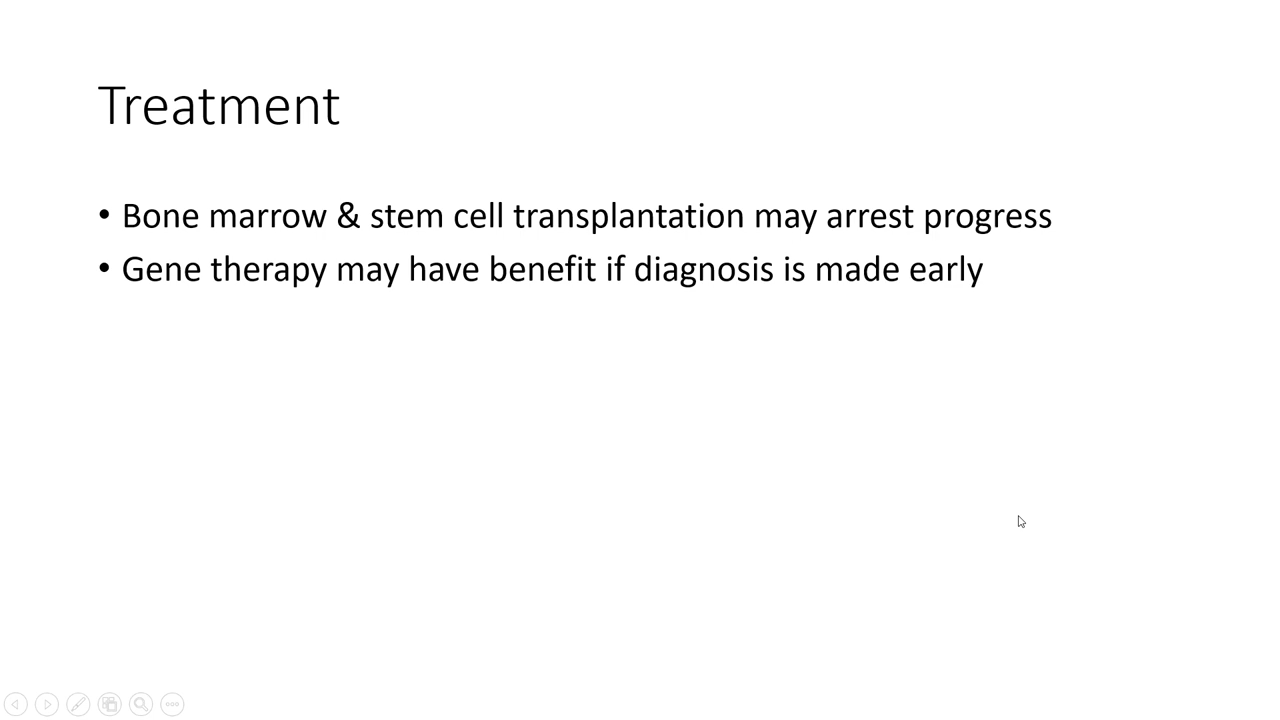 Treatment
• Bone marrow & stem cell transplantation may arrest progress
• Gene therapy may have benefit if diagnosis is made early